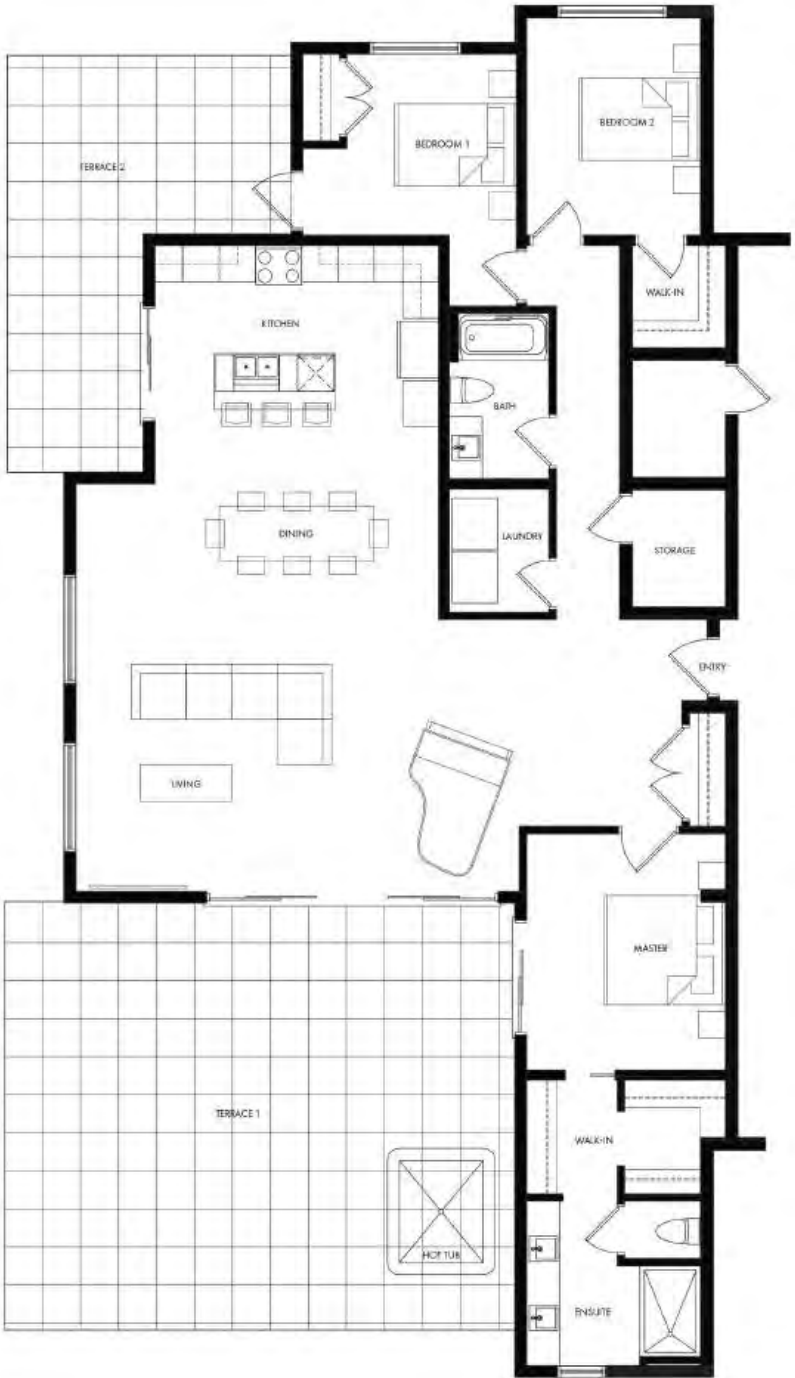 BEDROOM 2
BEDROOM 1
TERRACE 2
WALK-IN
KITCHEN
BATH
DINING
LAUNDRY
STORAGE
ENTRY
LIVING
MASTER
TERRACE 1
WALK-IN
HOT TUB
ENSUITE